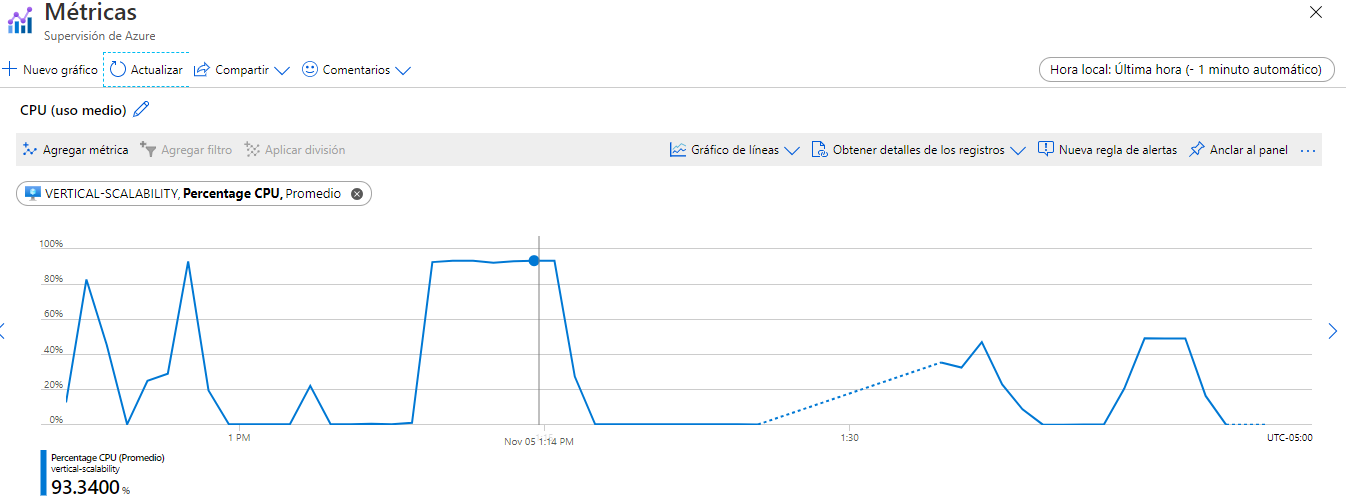 Métricas
Supervisión de Azure
Nuevo gráfico Actualizar Compartir Comentarios
Hora local: Última hora (- 1 minuto automático)
CPU (uso medio)
Agregar métrica Agregar filtro Aplicar división Gráfico de líneas Obtener detalles de los registros Nueva regla de alertas Anclar al panel ...
VERTICAL-SCALABILITY, Percentage CPU, Promedio
100%
80%
60%
40%
20%
0%
1 PM Nov 05 1:14 PM 1:30 UTC-05:00
Percentage CPU (Promedio)
vertical-scalability
93.3400 %